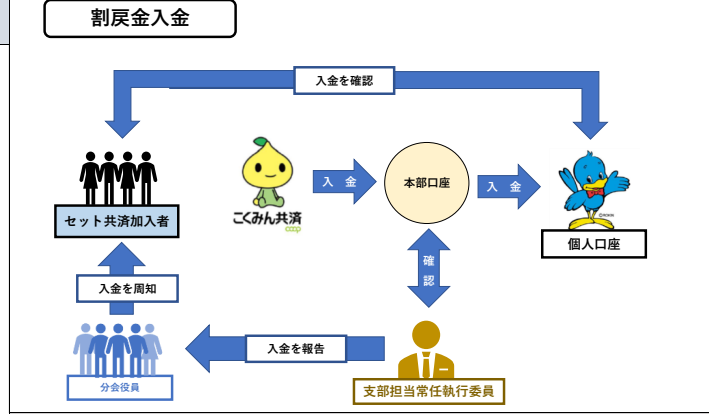 割戻金入金
入金を確認
セット共済加入者
こくみん共済
coop
入 金
本部口座
入 金
©ROKIN
個人口座
確
認
入金を周知
入金を報告
分会役員
支部担当常任執行委員